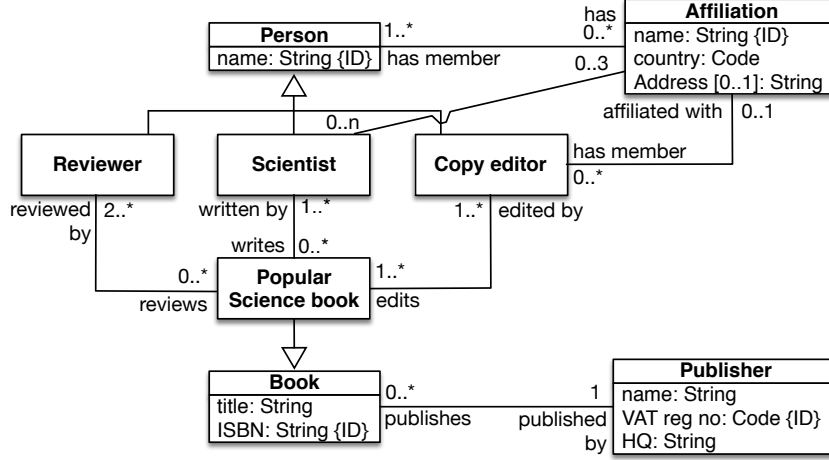 Person
name: String {ID}
1..*
has member
has
0..*
Affiliation
name: String {ID}
country: Code
Address [0..1]: String
0..3
0..n
affiliated with
0..1
Reviewer
Scientist
Copy editor
has member
0..*
reviewed
by
2..*
written by
1..*
1..*
edited by
writes
0..*
0..*
reviews
Popular
Science book
1..*
edits
Book
title: String
ISBN: String {ID}
0..*
publishes
1
published
by
Publisher
name: String
VAT reg no: Code {ID}
HQ: String